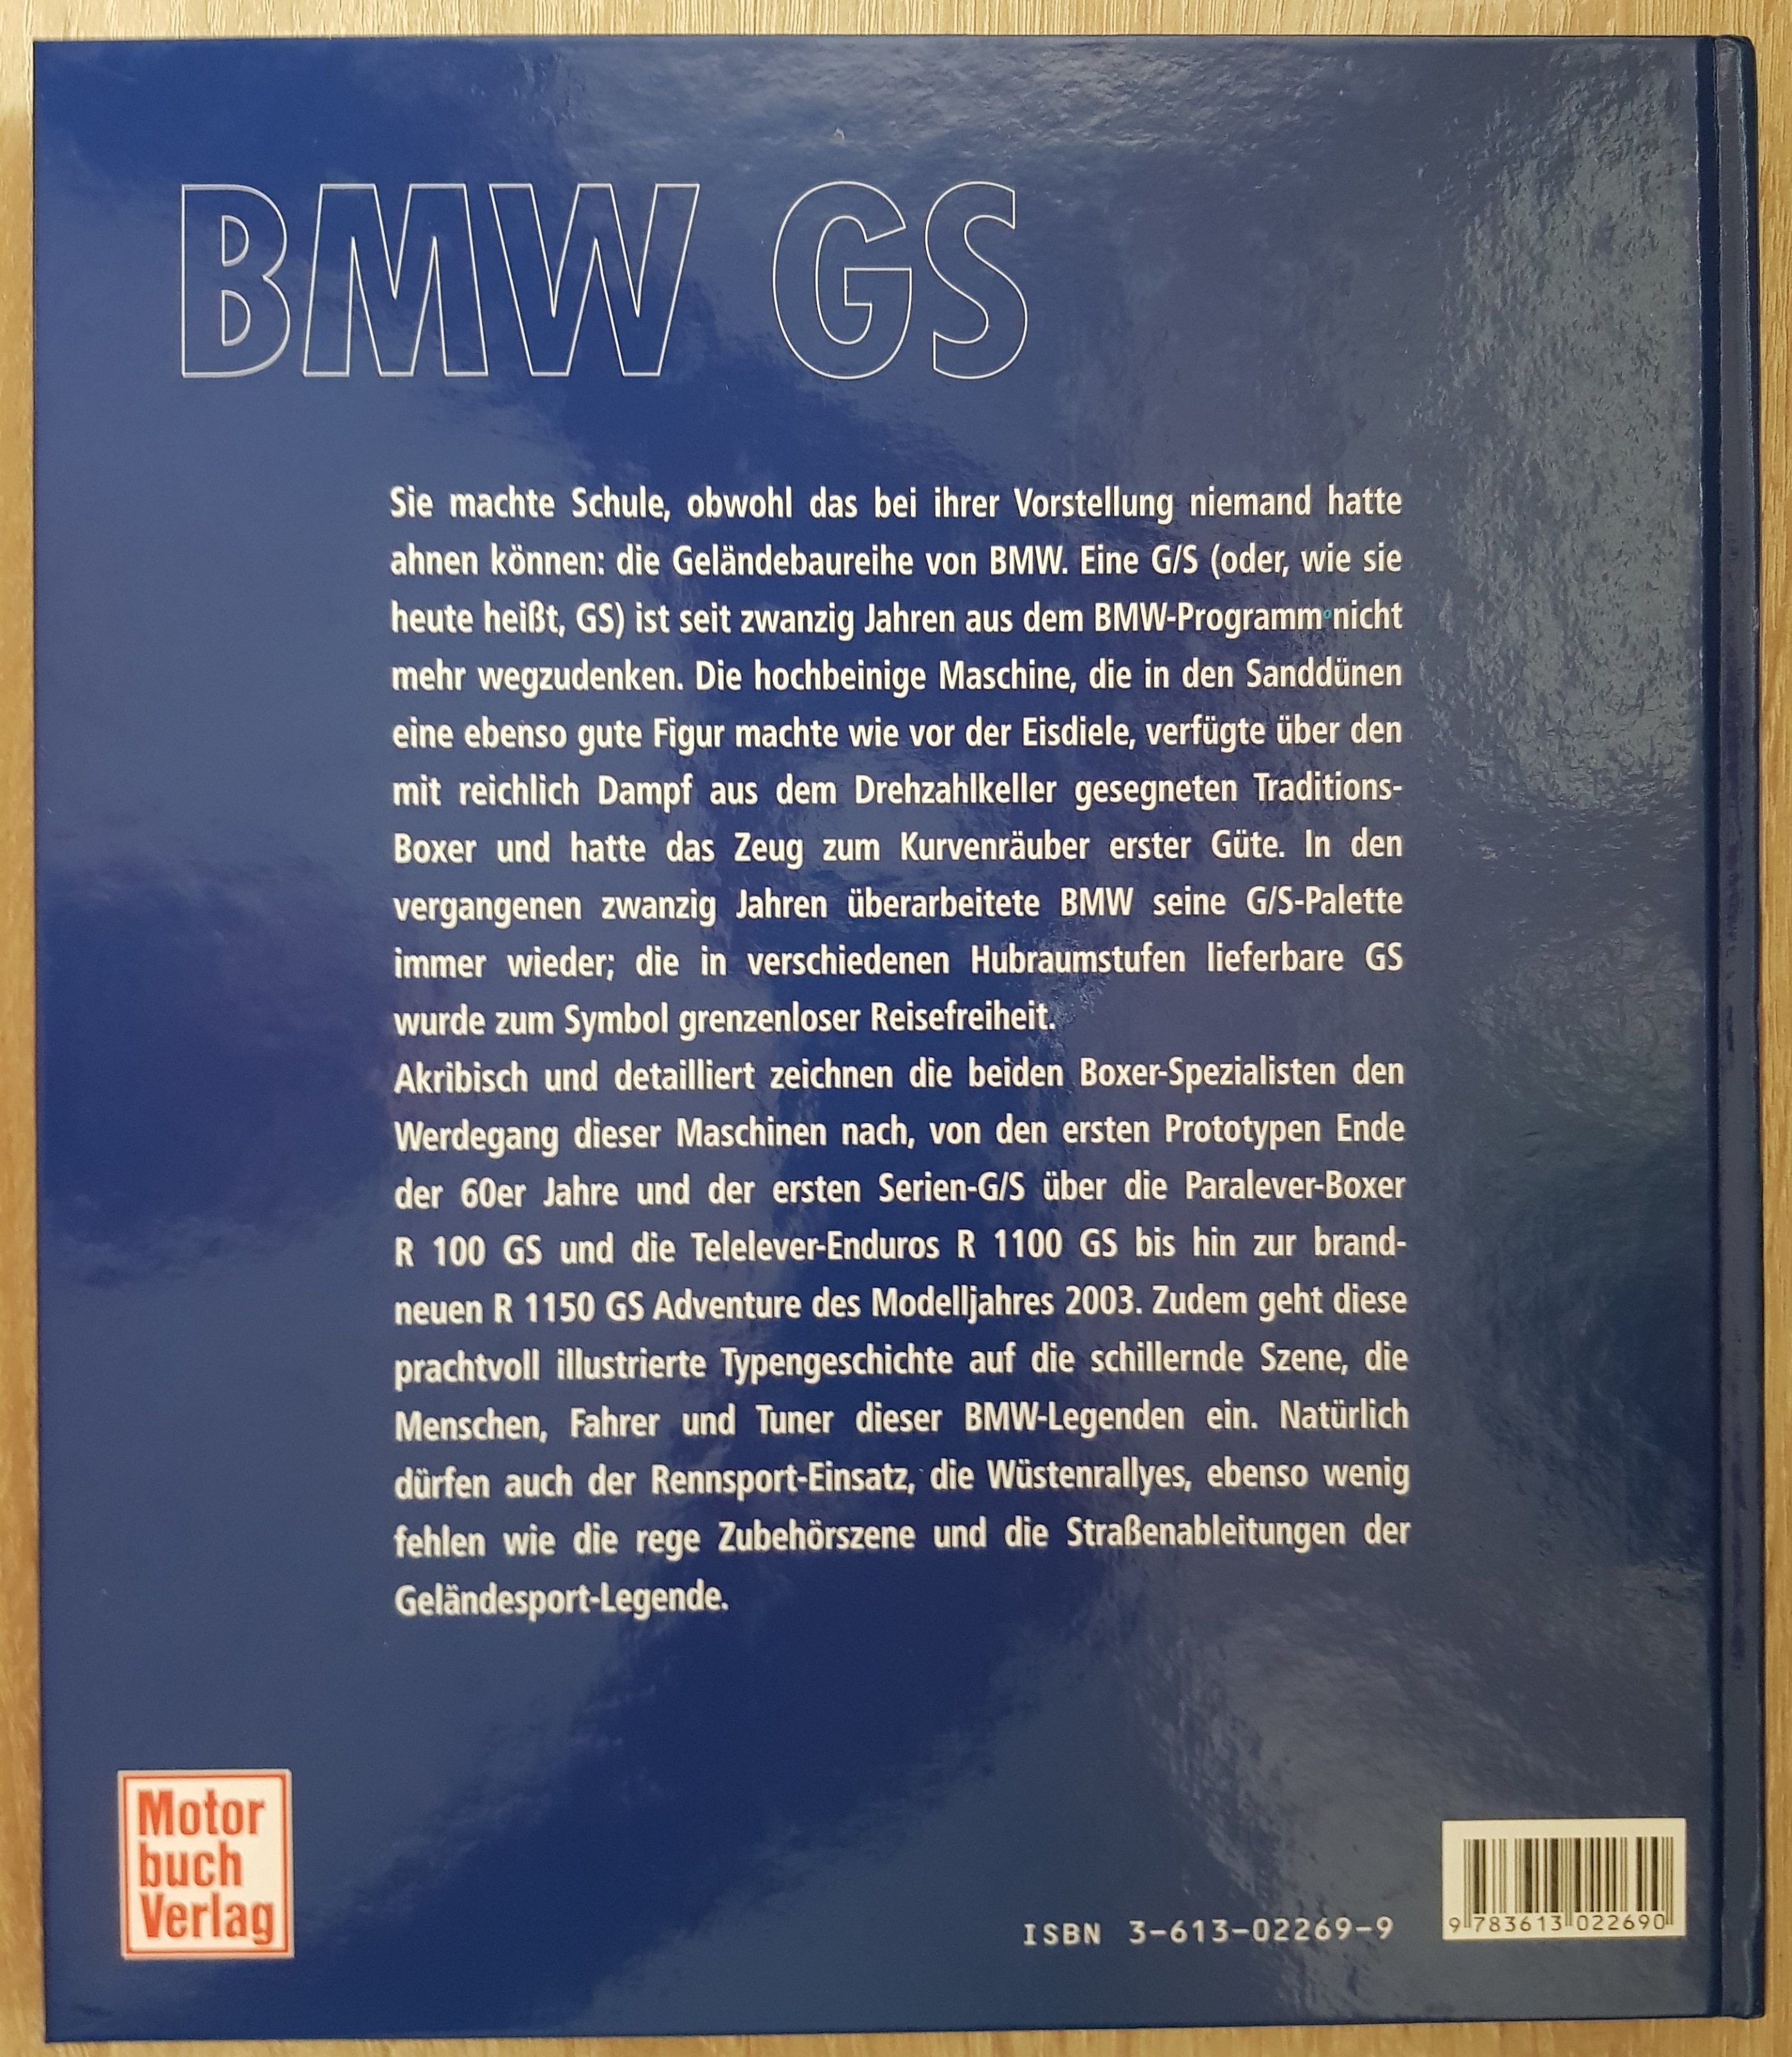 BMW GS
Sie machte Schule, obwohl das bei ihrer Vorstellung niemand hatte
ahnen können: die Geländebaureihe von BMW. Eine G/S (oder, wie sie
heute heißt, GS) ist seit zwanzig Jahren aus dem BMW-Programm nicht
mehr wegzudenken. Die hochbeinige Maschine, die in den Sanddünen
eine ebenso gute Figur machte wie vor der Eisdiele, verfügte über den
mit reichlich Dampf aus dem Drehzahlkeller gesegneten Traditions-
Boxer und hatte das Zeug zum Kurvenräuber erster Güte. In den
vergangenen zwanzig Jahren überarbeitete BMW seine G/S-Palette
immer wieder; die in verschiedenen Hubraumstufen lieferbare GS
wurde zum Symbol grenzenloser Reisefreiheit.
Akribisch und detailliert zeichnen die beiden Boxer-Spezialisten den
Werdegang dieser Maschinen nach, von den ersten Prototypen Ende
der 60er Jahre und der ersten Serien-G/S über die Paralever-Boxer
R 100 GS und die Telelever-Enduros R 1100 GS bis hin zur brand-
neuen R 1150 GS Adventure des Modelljahres 2003. Zudem geht diese
prachtvoll illustrierte Typengeschichte auf die schillernde Szene, die
Menschen, Fahrer und Tuner dieser BMW-Legenden ein. Natürlich
dürfen auch der Rennsport-Einsatz, die Wüstenrallyes, ebenso wenig
fehlen wie die rege Zubehörszene und die Straßenableitungen der
Geländesport-Legende.
Motor
buch
Verlag
ISBN 3-613-02269-9
9 783613 022690